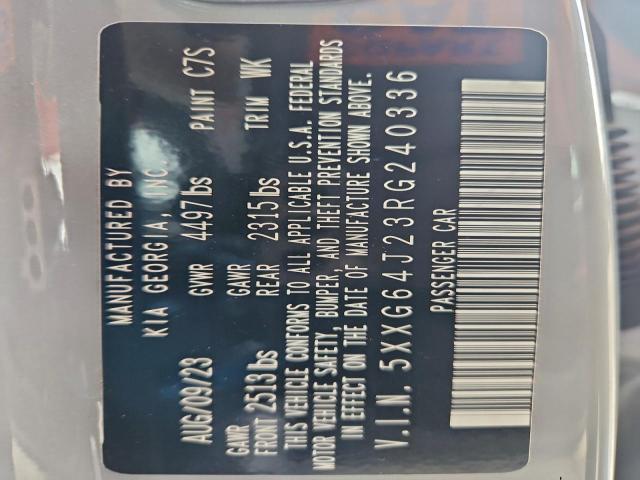 MANUFACTURED BY
KIA GEORGIA, INC.
AUG/09/23 GVWR 4497lbs PAINT C7S
GAWR FRONT 2513lbs GAWR REAR 2315lbs TRIM WK
THIS VEHICLE CONFORMS TO ALL APPLICABLE U.S.A. FEDERAL
MOTOR VEHICLE SAFETY, BUMPER, AND THEFT PREVENTION STANDARDS
IN EFFECT ON THE DATE OF MANUFACTURE SHOWN ABOVE.
V.I.N. 5XXG64J23RG240336
PASSENGER CAR